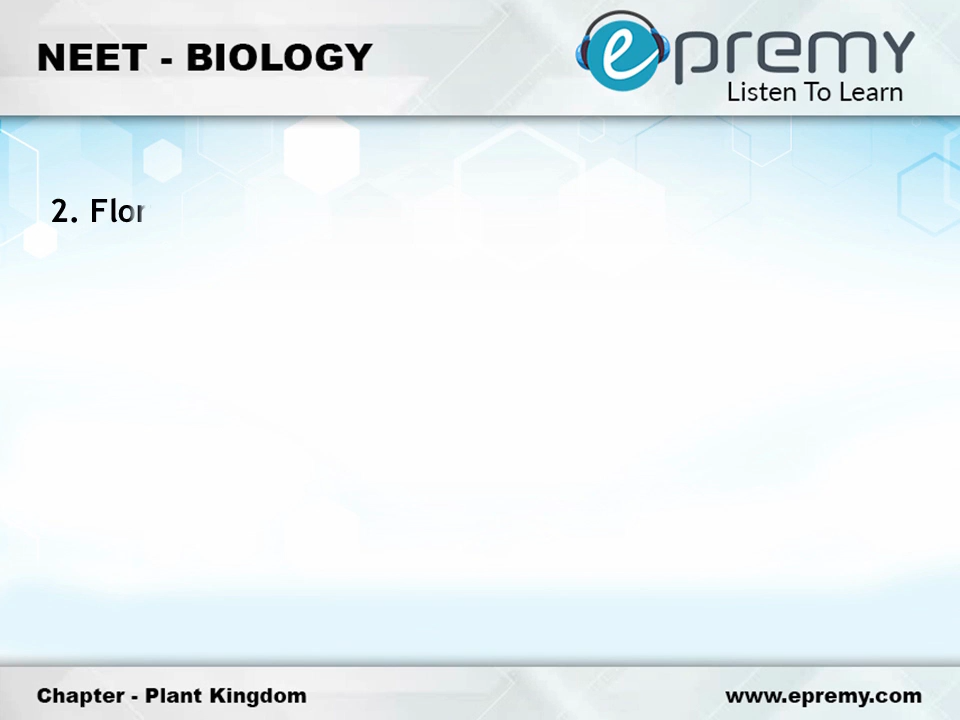 NEET - BIOLOGY
epremy
Listen To Learn
2. Flor
Chapter - Plant Kingdom
www.epremy.com